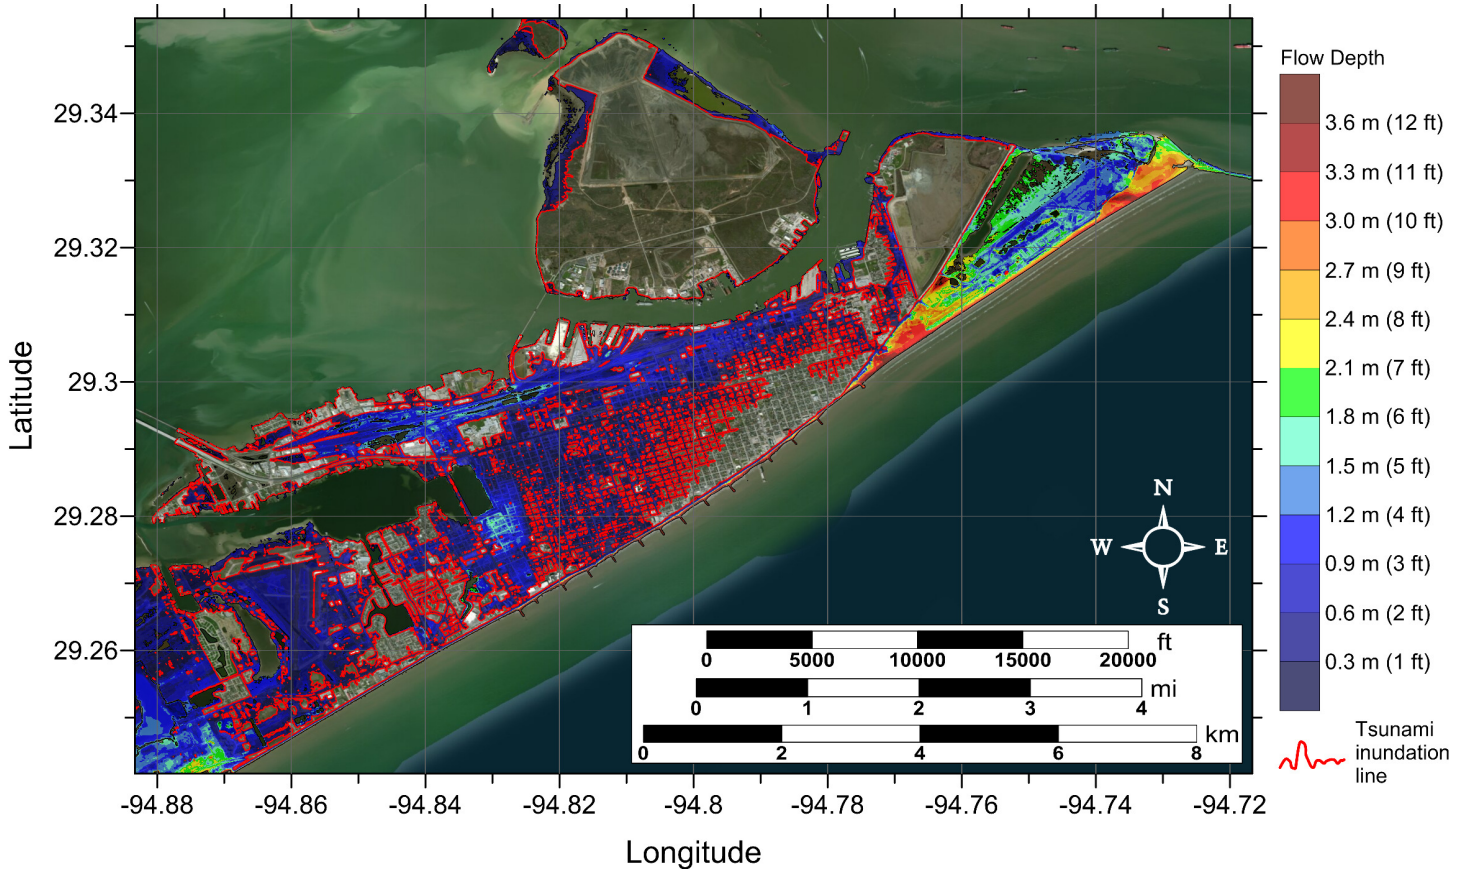 Flow Depth
3.6 m (12 ft)
3.3 m (11 ft)
3.0 m (10 ft)
2.7 m (9 ft)
2.4 m (8 ft)
2.1 m (7 ft)
1.8 m (6 ft)
1.5 m (5 ft)
1.2 m (4 ft)
0.9 m (3 ft)
0.6 m (2 ft)
0.3 m (1 ft)
Tsunami
inundation
line
Latitude
29.34
29.32
29.3
29.28
29.26
N
W E
S
ft
0 5000 10000 15000 20000
mi
0 1 2 3 4
km
0 2 4 6 8
-94.88 -94.86 -94.84 -94.82 -94.8 -94.78 -94.76 -94.74 -94.72
Longitude